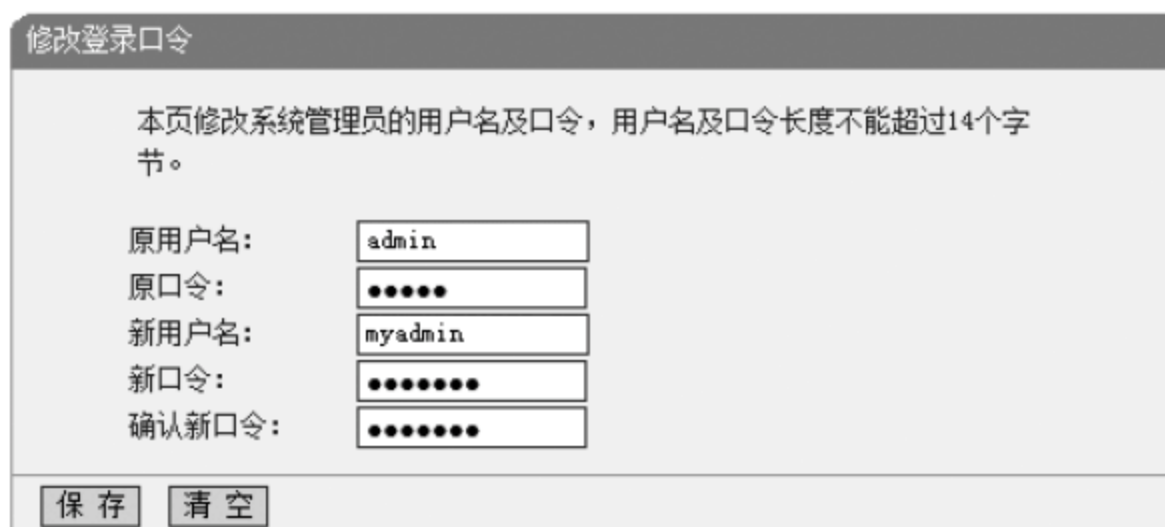 修改登录口令
本页修改系统管理员的用户名及口令，用户名及口令长度不能超过14个字
节。
原用户名： admin
原口令： ●●●●●
新用户名： myadmin
新口令： ●●●●●●●
确认新口令： ●●●●●●●
保 存 清 空